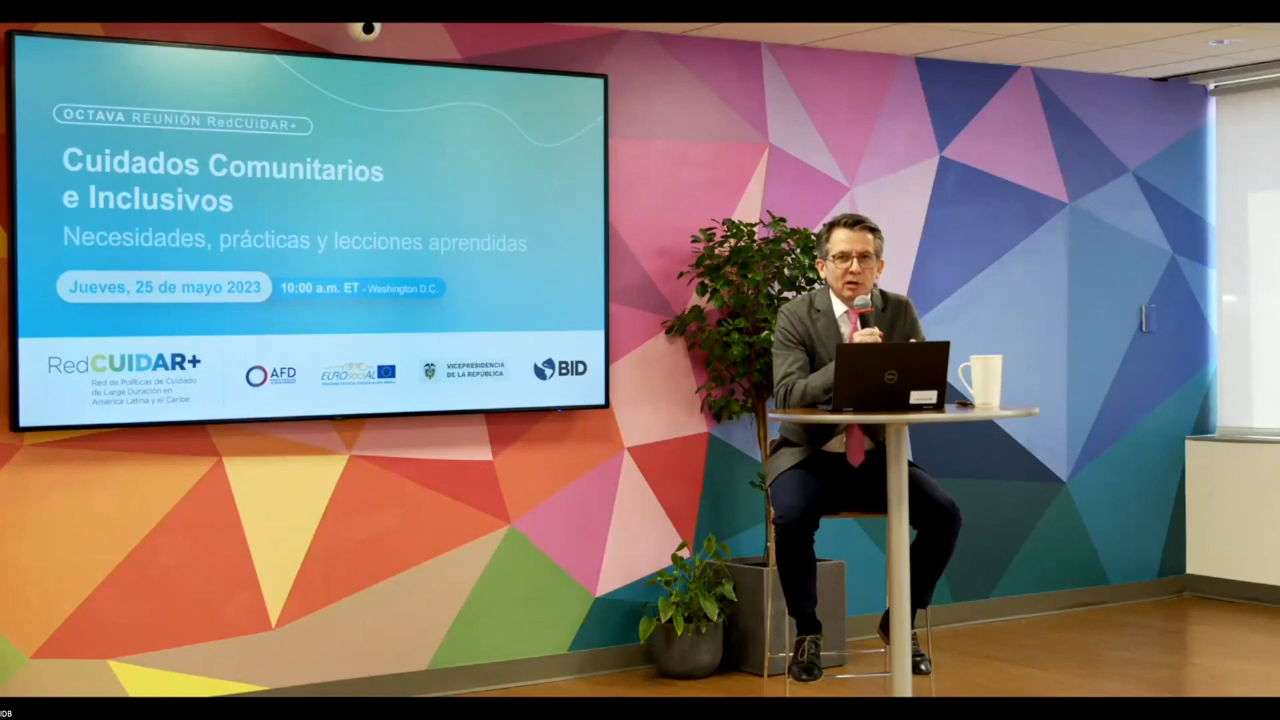 OCTAVA REUNIÓN RedCUIDAR+
Cuidados Comunitarios
e Inclusivos
Necesidades, prácticas y lecciones aprendidas
Jueves, 25 de mayo 2023
10:00 a.m. ET - Washington D.C.
RedCUIDAR+
Red de Políticas de Cuidado
de Larga Duración en
América Latina y el Caribe
AFD
EUROsociAL
VICEPRESIDENCIA
DE LA REPÚBLICA
BID
DELL
IDB